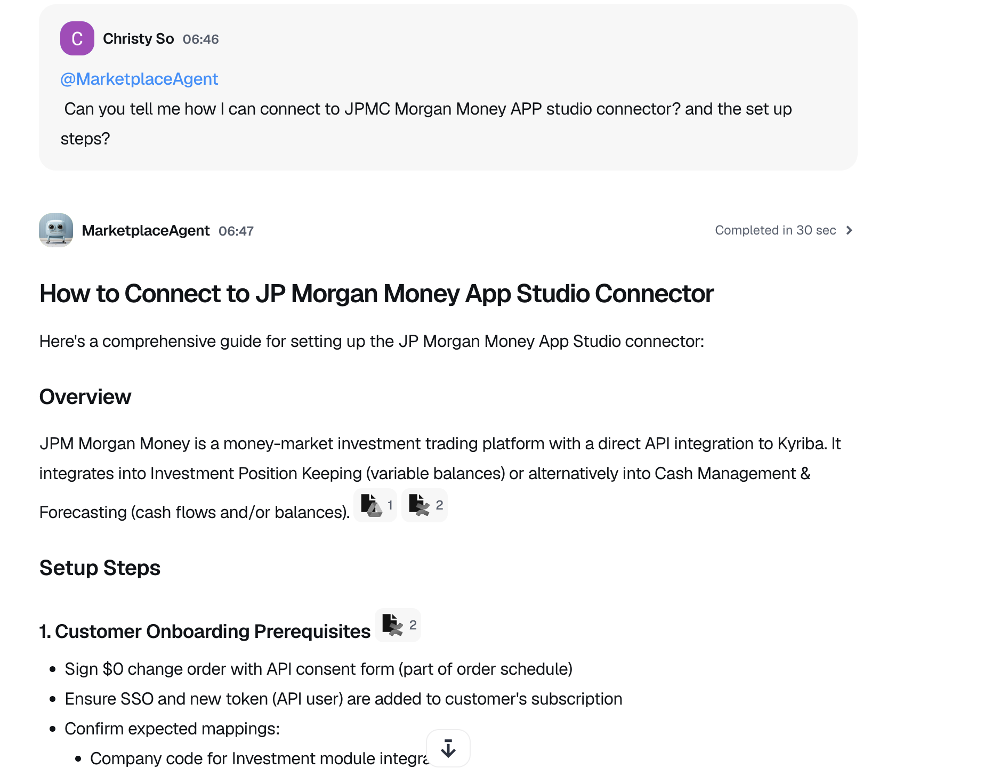 C Christy So 06:46
@MarketplaceAgent
Can you tell me how I can connect to JPMC Morgan Money APP studio connector? and the set up
steps?
MarketplaceAgent 06:47 Completed in 30 sec
How to Connect to JP Morgan Money App Studio Connector
Here's a comprehensive guide for setting up the JP Morgan Money App Studio connector:
Overview
JPM Morgan Money is a money-market investment trading platform with a direct API integration to Kyriba. It
integrates into Investment Position Keeping (variable balances) or alternatively into Cash Management &
Forecasting (cash flows and/or balances). 1 2
Setup Steps
1. Customer Onboarding Prerequisites 2
• Sign $0 change order with API consent form (part of order schedule)
• Ensure SSO and new token (API user) are added to customer's subscription
• Confirm expected mappings:
• Company code for Investment module